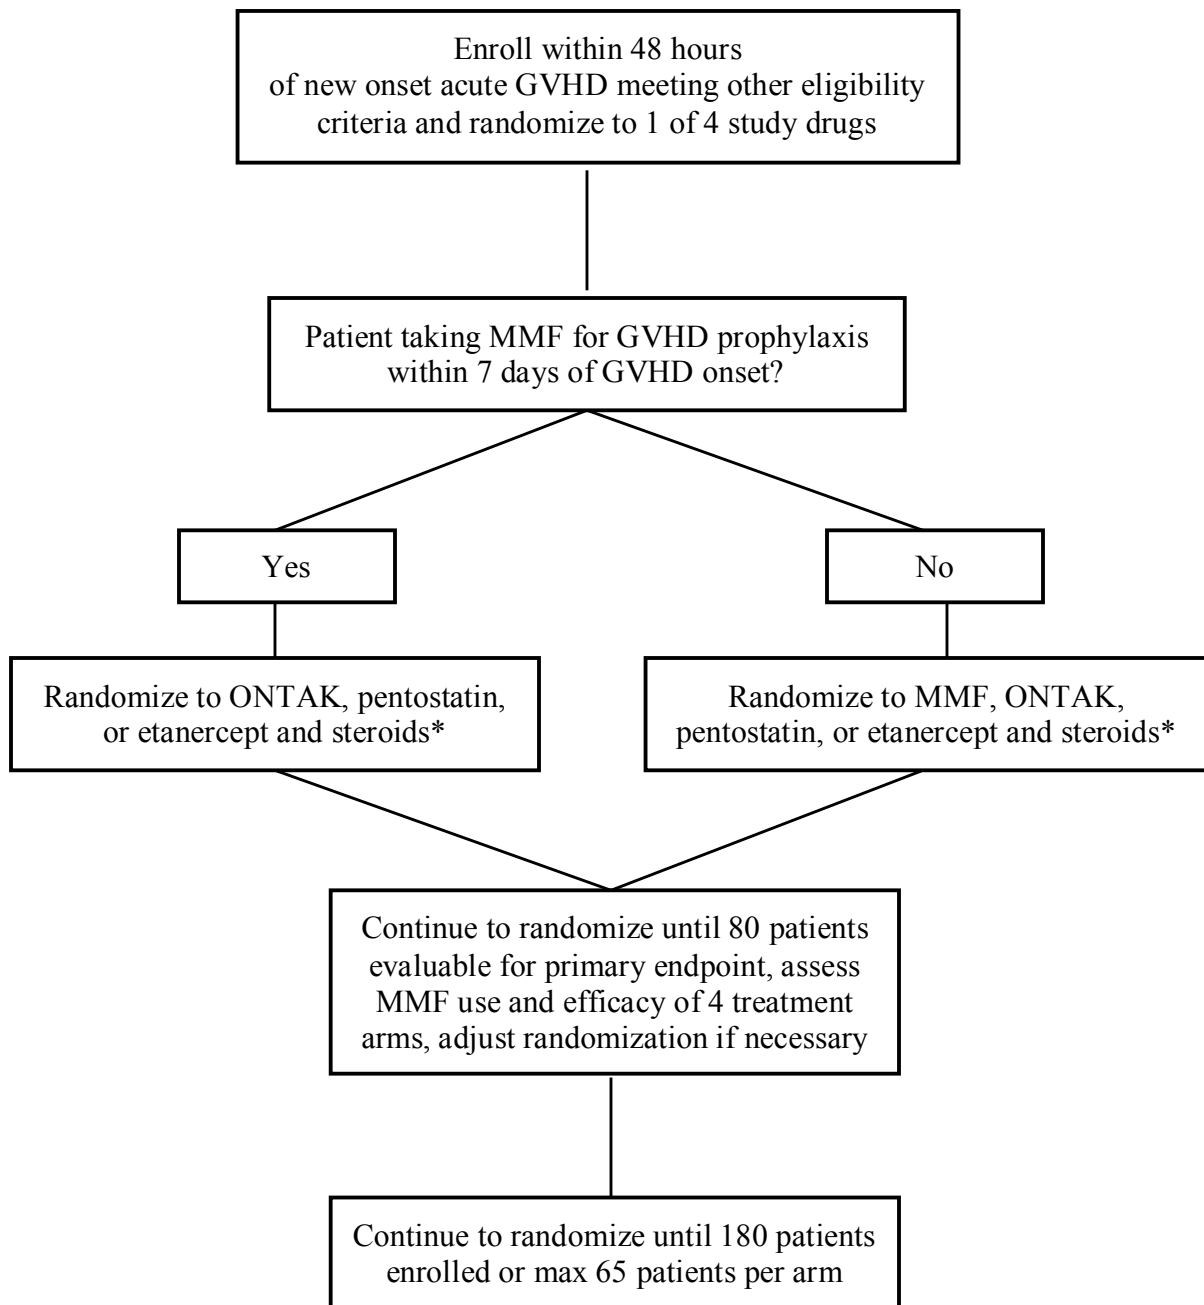 Enroll within 48 hours
of new onset acute GVHD meeting other eligibility
criteria and randomize to 1 of 4 study drugs
Patient taking MMF for GVHD prophylaxis
within 7 days of GVHD onset?
Yes
No
Randomize to ONTAK, pentostatin,
or etanercept and steroids*
Randomize to MMF, ONTAK,
pentostatin, or etanercept and steroids*
Continue to randomize until 80 patients
evaluable for primary endpoint, assess
MMF use and efficacy of 4 treatment
arms, adjust randomization if necessary
Continue to randomize until 180 patients
enrolled or max 65 patients per arm